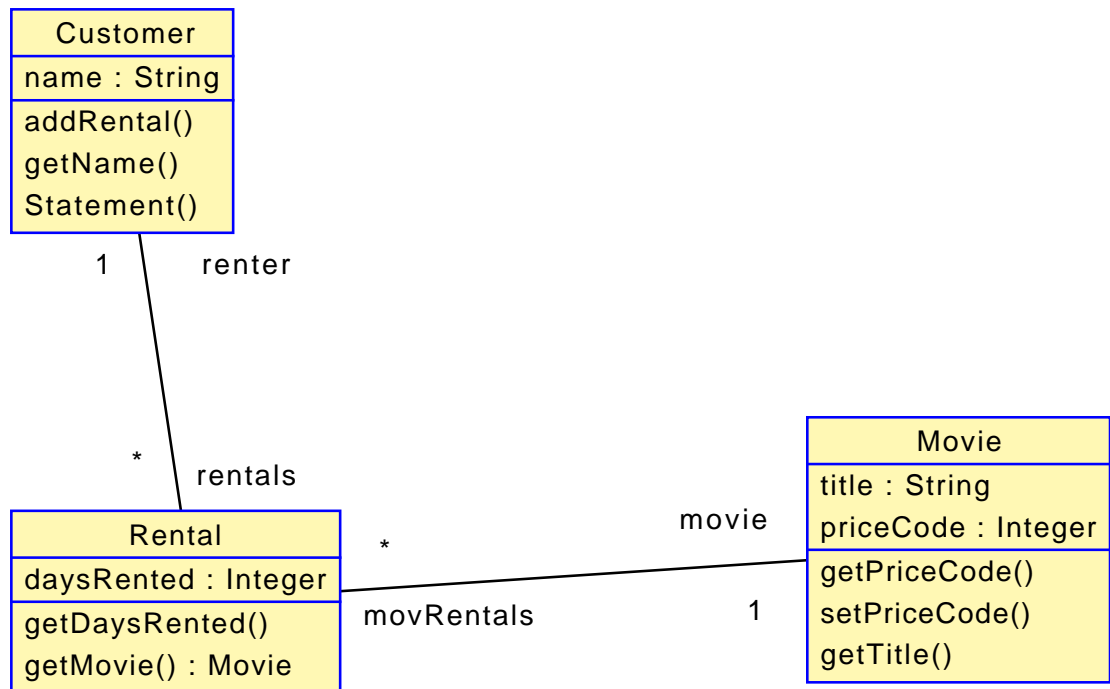 Customer
name : String
addRental()
getName()
Statement()
1 renter
* rentals
Rental
daysRented : Integer
getDaysRented()
getMovie() : Movie
* movie
movRentals 1
Movie
title : String
priceCode : Integer
getPriceCode()
setPriceCode()
getTitle()